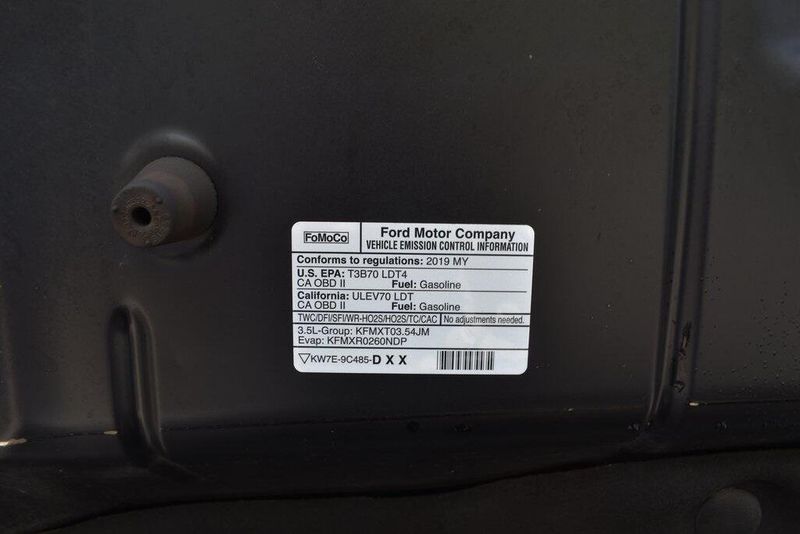 FoMoCo
Ford Motor Company
VEHICLE EMISSION CONTROL INFORMATION
Conforms to regulations: 2019 MY
U.S. EPA: T3B70 LDT4
CA OBD II Fuel: Gasoline
California: ULEV70 LDT
CA OBD II Fuel: Gasoline
TWC/DFI/SFI/WR-HO2S/HO2S/TC/CAC No adjustments needed.
3.5L-Group: KFMXT03.54JM
Evap: KFMXR0260NDP
KW7E-9C485-D X X